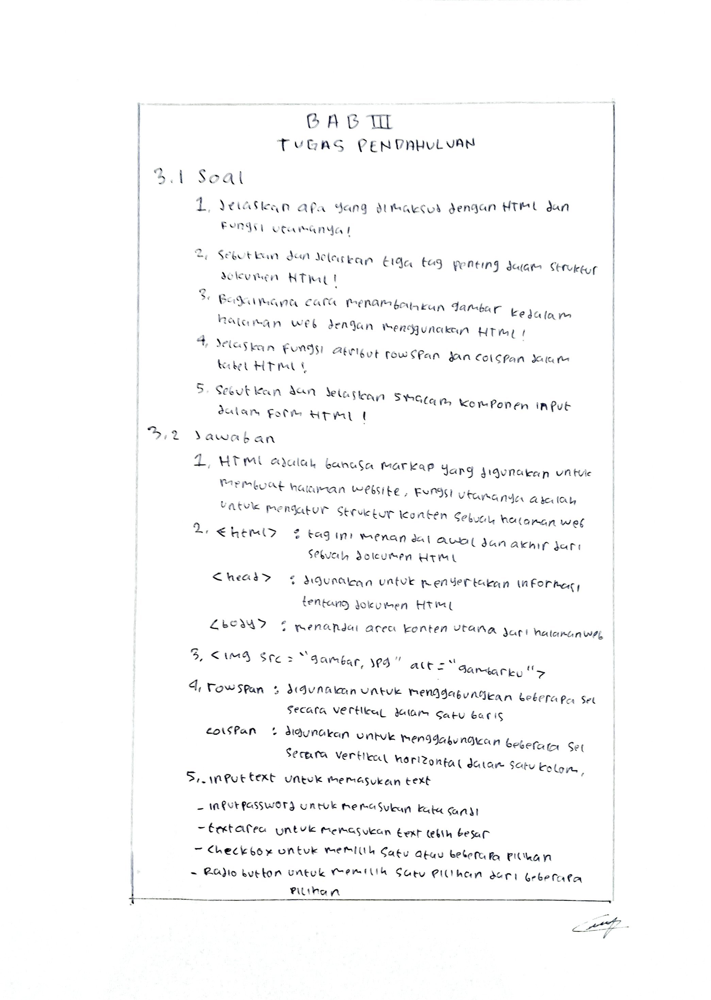 BAB III
TUGAS PENDAHULUAN
3.1 Soal
1. Jelaskan apa yang dimaksud dengan HTML dan
Fungsi utamanya!
2. Sebutkan dan Jelaskan tiga tag penting dalam struktur
dokumen HTML!
3. Bagaimana cara menambahkan gambar kedalam
halaman web dengan menggunakan HTML!
4. Jelaskan Fungsi atribut rowspan dan colspan dalam
tabel HTML!
5. Sebutkan dan Jelaskan 5 macam komponen input
dalam Form HTML!
3.2 Jawaban
1. HTML adalah bahasa markap yang digunakan untuk
membuat halaman website. Fungsi utamanya adalah
untuk mengatur struktur konten sebuah halaman web
2. <html> : tag ini menandai awal dan akhir dari
sebuah dokumen HTML
<head> : digunakan untuk menyertakan informasi
tentang dokumen HTML
<body> : menandai area konten utama dari halaman web
3. <img src = "gambar.jpg" alt = "gambarku">
4. rowspan : digunakan untuk menggabungkan beberapa sel
secara vertikal dalam satu baris
colspan : digunakan untuk menggabungkan beberapa sel
secara vertikal horizontal dalam satu kolom.
5. - input text untuk memasukan text
- input password untuk memasukan kata sandi
- textarea untuk memasukan text lebih besar
- checkbox untuk memilih satu atau beberapa pilihan
- Radio button untuk memilih satu pilihan dari beberapa
pilihan